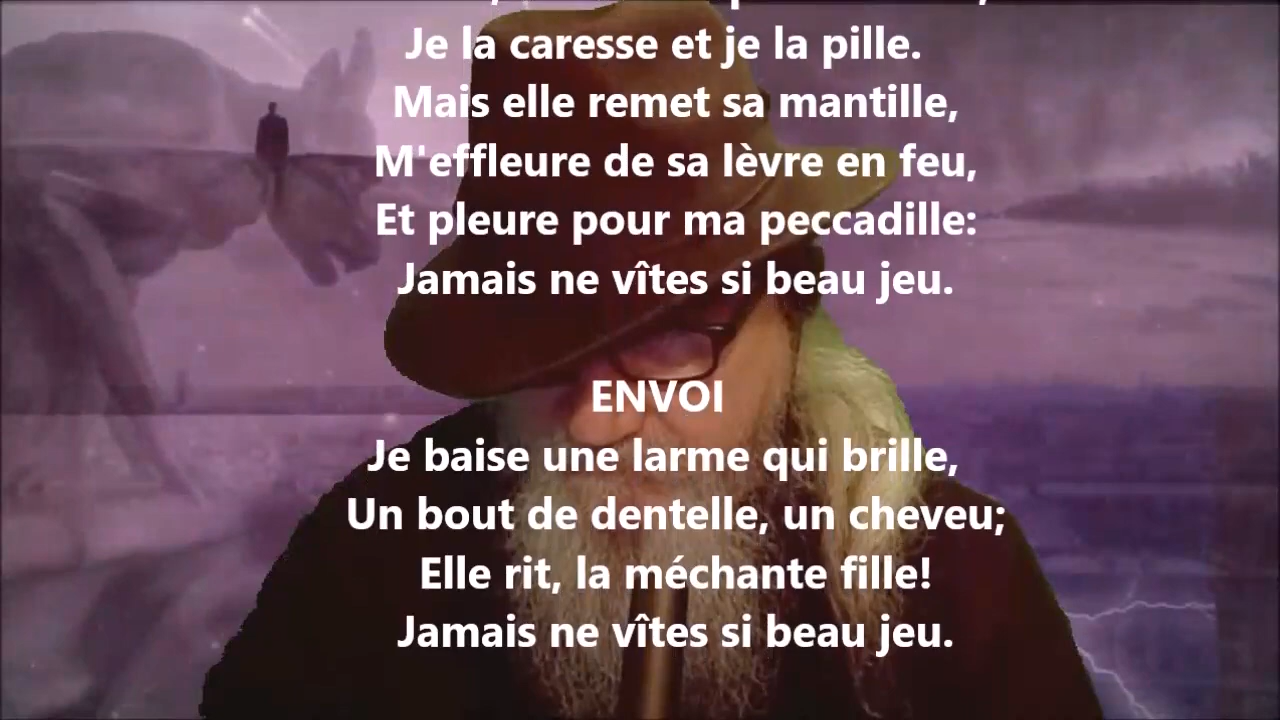 Je la caresse et je la pille.
Mais elle remet sa mantille,
M'effleure de sa lèvre en feu,
Et pleure pour ma peccadille:
Jamais ne vîtes si beau jeu.
ENVOI
Je baise une larme qui brille,
Un bout de dentelle, un cheveu;
Elle rit, la méchante fille!
Jamais ne vîtes si beau jeu.